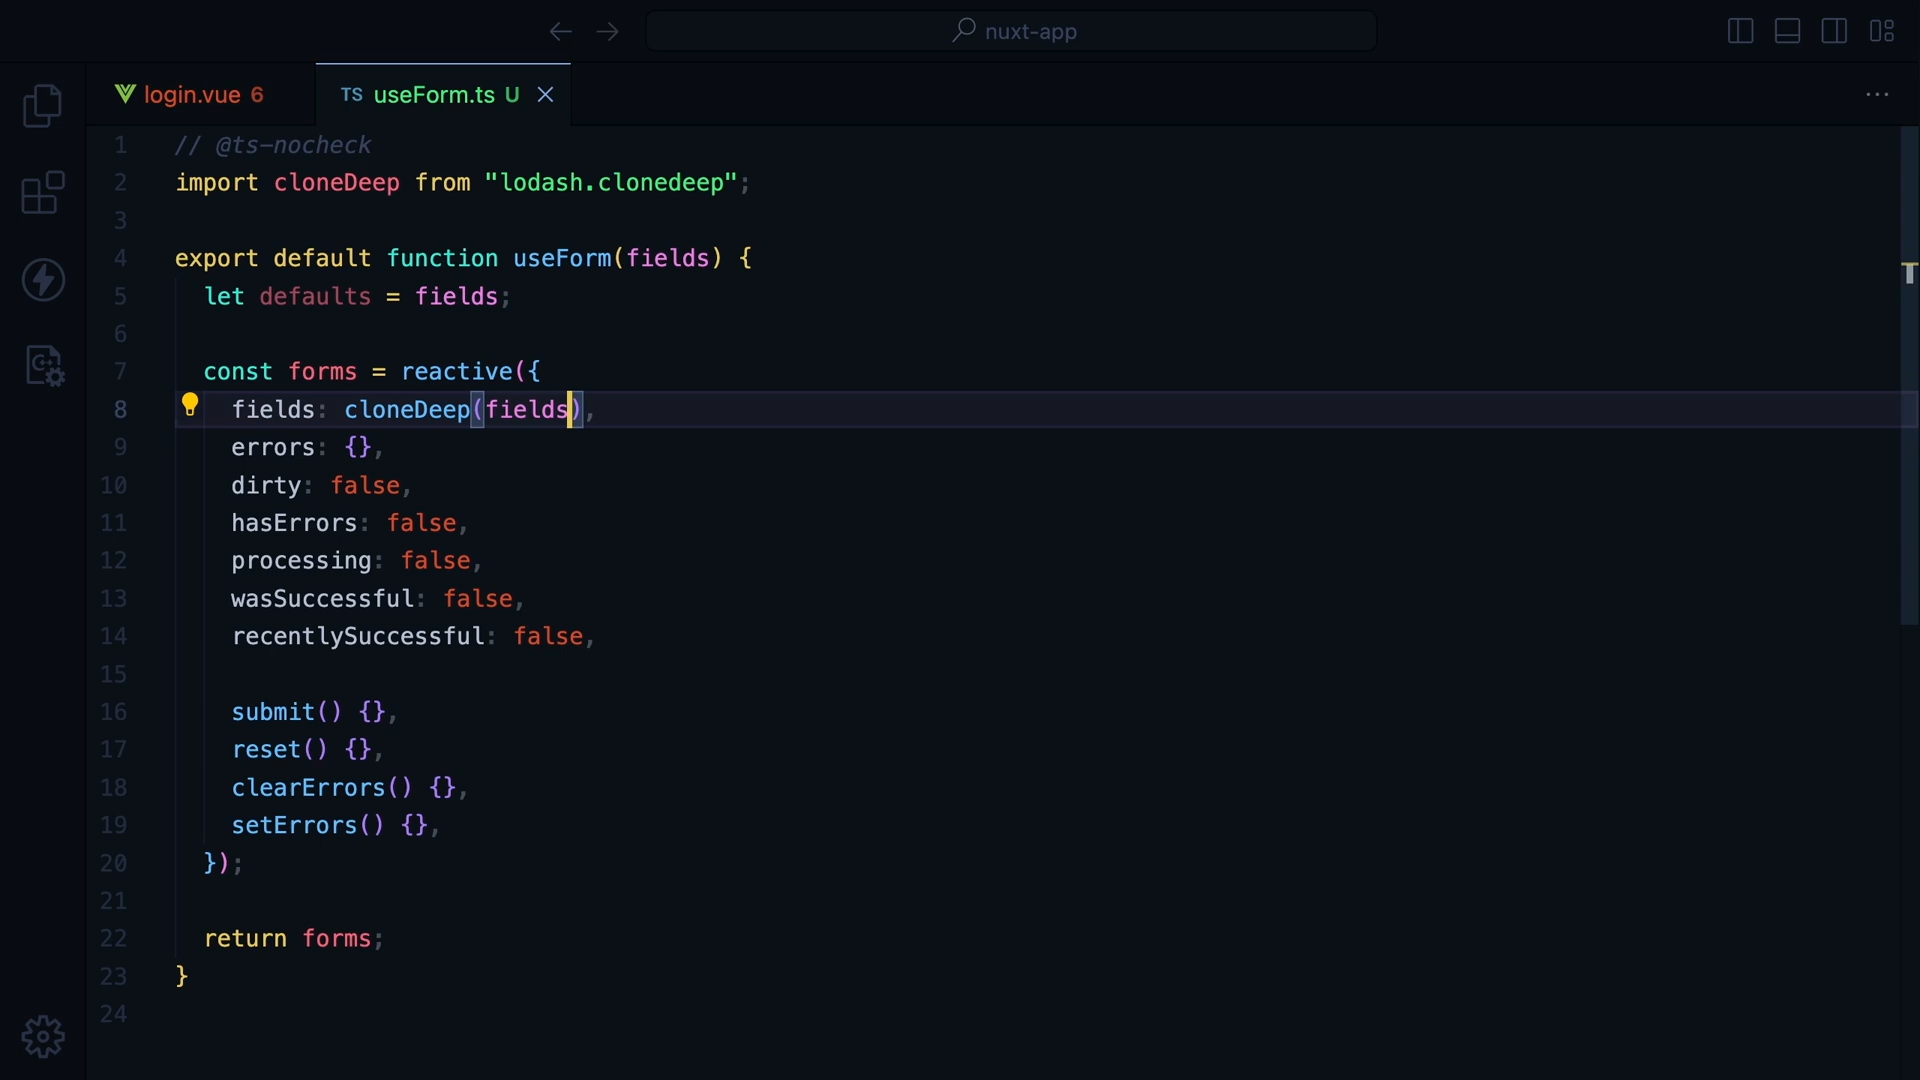 nuxt-app
login.vue 6
TS useForm.ts U
1 // @ts-nocheck
2 import cloneDeep from "lodash.clonedeep";
3
4 export default function useForm(fields) {
5 let defaults = fields;
6
7 const forms = reactive({
8 fields: cloneDeep(fields),
9 errors: {},
10 dirty: false,
11 hasErrors: false,
12 processing: false,
13 wasSuccessful: false,
14 recentlySuccessful: false,
15
16 submit() {},
17 reset() {},
18 clearErrors() {},
19 setErrors() {},
20 });
21
22 return forms;
23 }
24